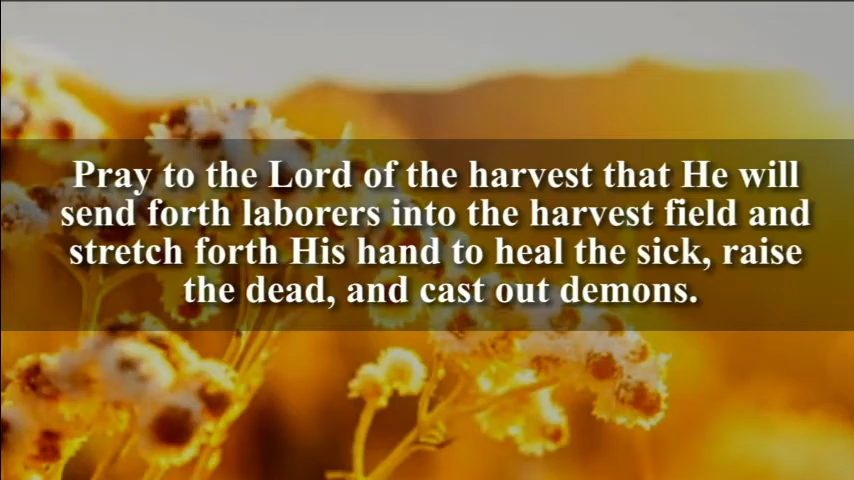 Pray to the Lord of the harvest that He will
send forth laborers into the harvest field and
stretch forth His hand to heal the sick, raise
the dead, and cast out demons.